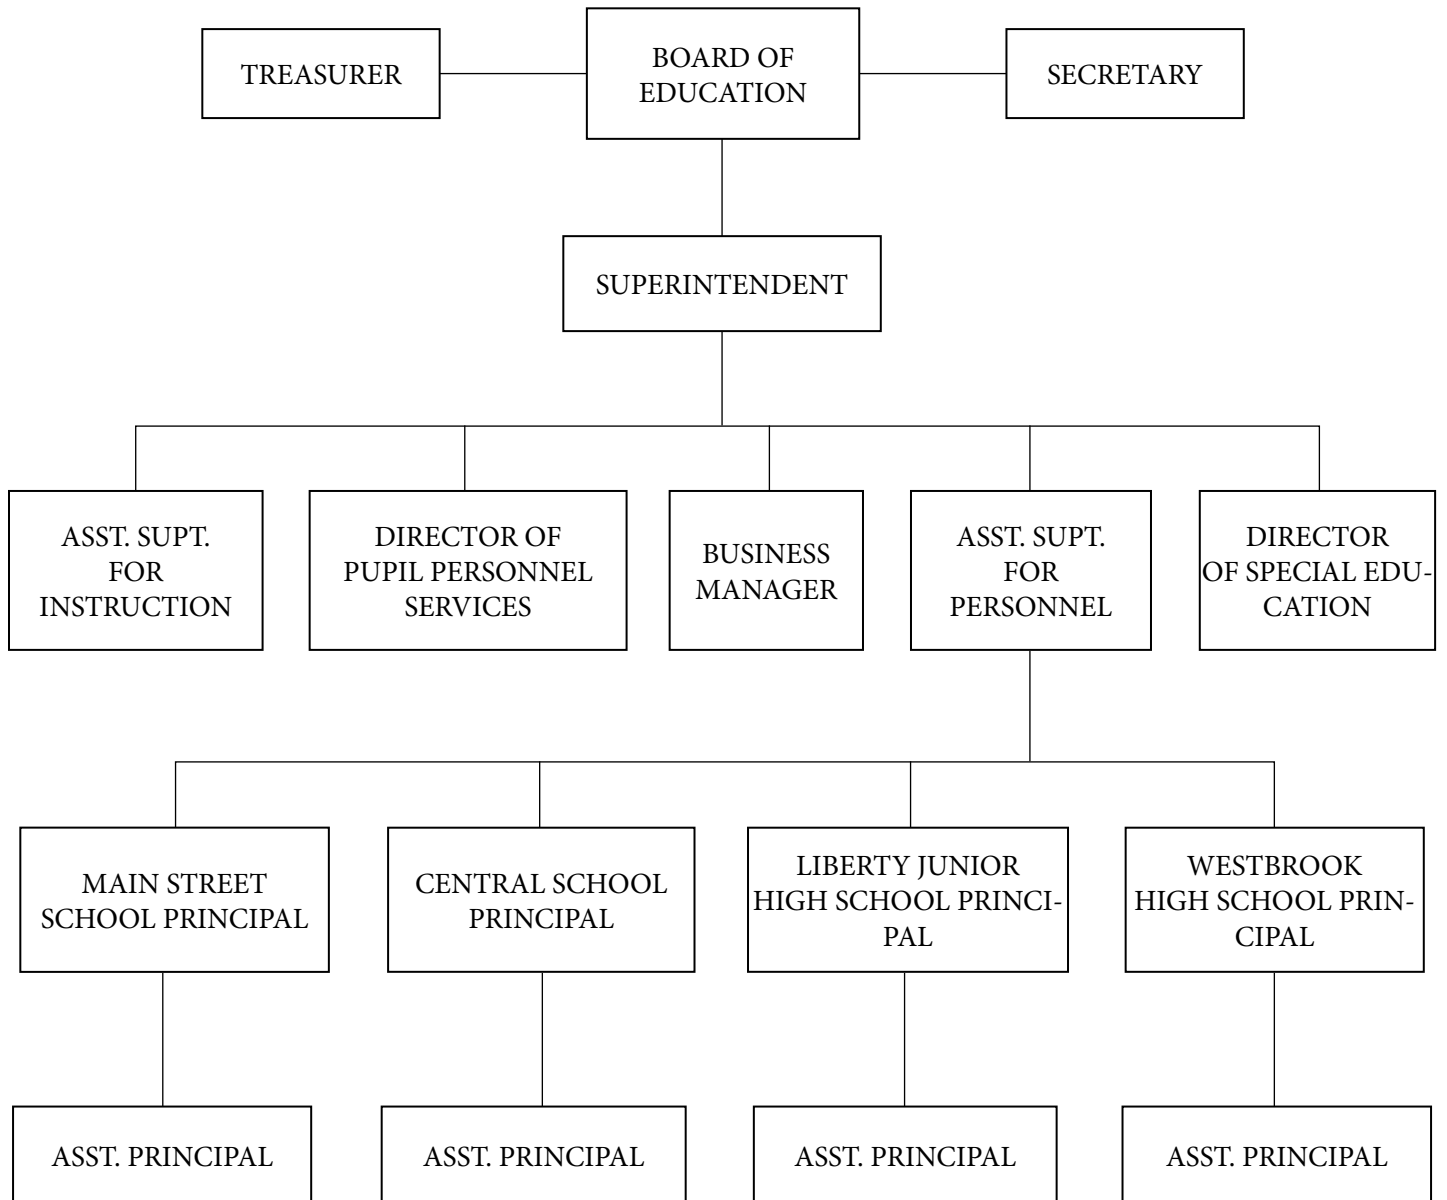 TREASURER
BOARD OF
EDUCATION
SECRETARY
SUPERINTENDENT
ASST. SUPT.
FOR
INSTRUCTION
DIRECTOR OF
PUPIL PERSONNEL
SERVICES
BUSINESS
MANAGER
ASST. SUPT.
FOR
PERSONNEL
DIRECTOR
OF SPECIAL EDU-
CATION
MAIN STREET
SCHOOL PRINCIPAL
CENTRAL SCHOOL
PRINCIPAL
LIBERTY JUNIOR
HIGH SCHOOL PRINCI-
PAL
WESTBROOK
HIGH SCHOOL PRIN-
CIPAL
ASST. PRINCIPAL
ASST. PRINCIPAL
ASST. PRINCIPAL
ASST. PRINCIPAL